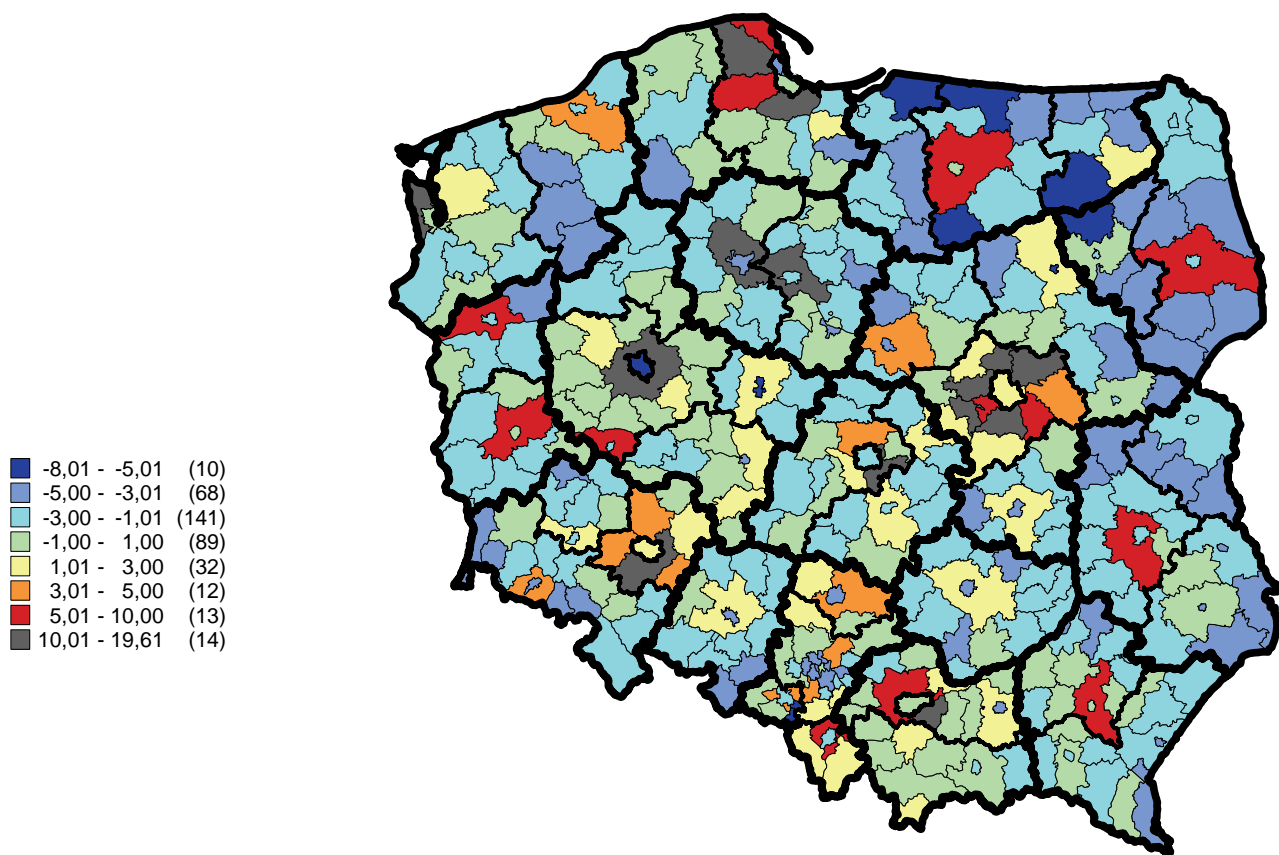 -8,01 - -5,01 (10)
-5,00 - -3,01 (68)
-3,00 - -1,01 (141)
-1,00 - 1,00 (89)
1,01 - 3,00 (32)
3,01 - 5,00 (12)
5,01 - 10,00 (13)
10,01 - 19,61 (14)